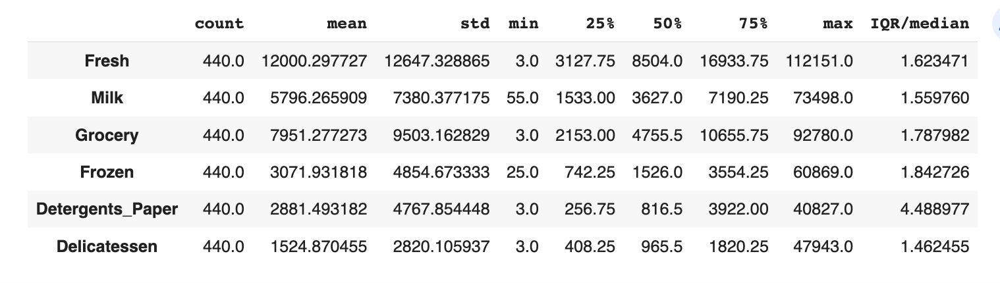 count mean std min 25% 50% 75% max IQR/median
Fresh 440.0 12000.297727 12647.328865 3.0 3127.75 8504.0 16933.75 112151.0 1.623471
Milk 440.0 5796.265909 7380.377175 55.0 1533.00 3627.0 7190.25 73498.0 1.559760
Grocery 440.0 7951.277273 9503.162829 3.0 2153.00 4755.5 10655.75 92780.0 1.787982
Frozen 440.0 3071.931818 4854.673333 25.0 742.25 1526.0 3554.25 60869.0 1.842726
Detergents_Paper 440.0 2881.493182 4767.854448 3.0 256.75 816.5 3922.00 40827.0 4.488977
Delicatessen 440.0 1524.870455 2820.105937 3.0 408.25 965.5 1820.25 47943.0 1.462455